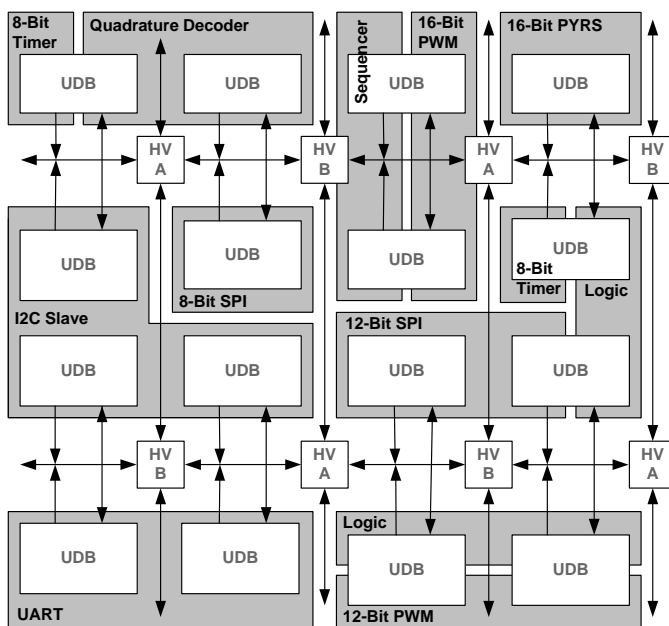 8-Bit
Timer
Quadrature Decoder
Sequencer
16-Bit
PWM
16-Bit PYRS
UDB
UDB
UDB
UDB
HV
A
HV
B
HV
A
HV
B
UDB
UDB
UDB
UDB
8-Bit SPI
8-Bit
Timer
Logic
I2C Slave
12-Bit SPI
UDB
UDB
UDB
UDB
HV
B
HV
A
HV
B
HV
A
Logic
UDB
UDB
UDB
UDB
UART
12-Bit PWM